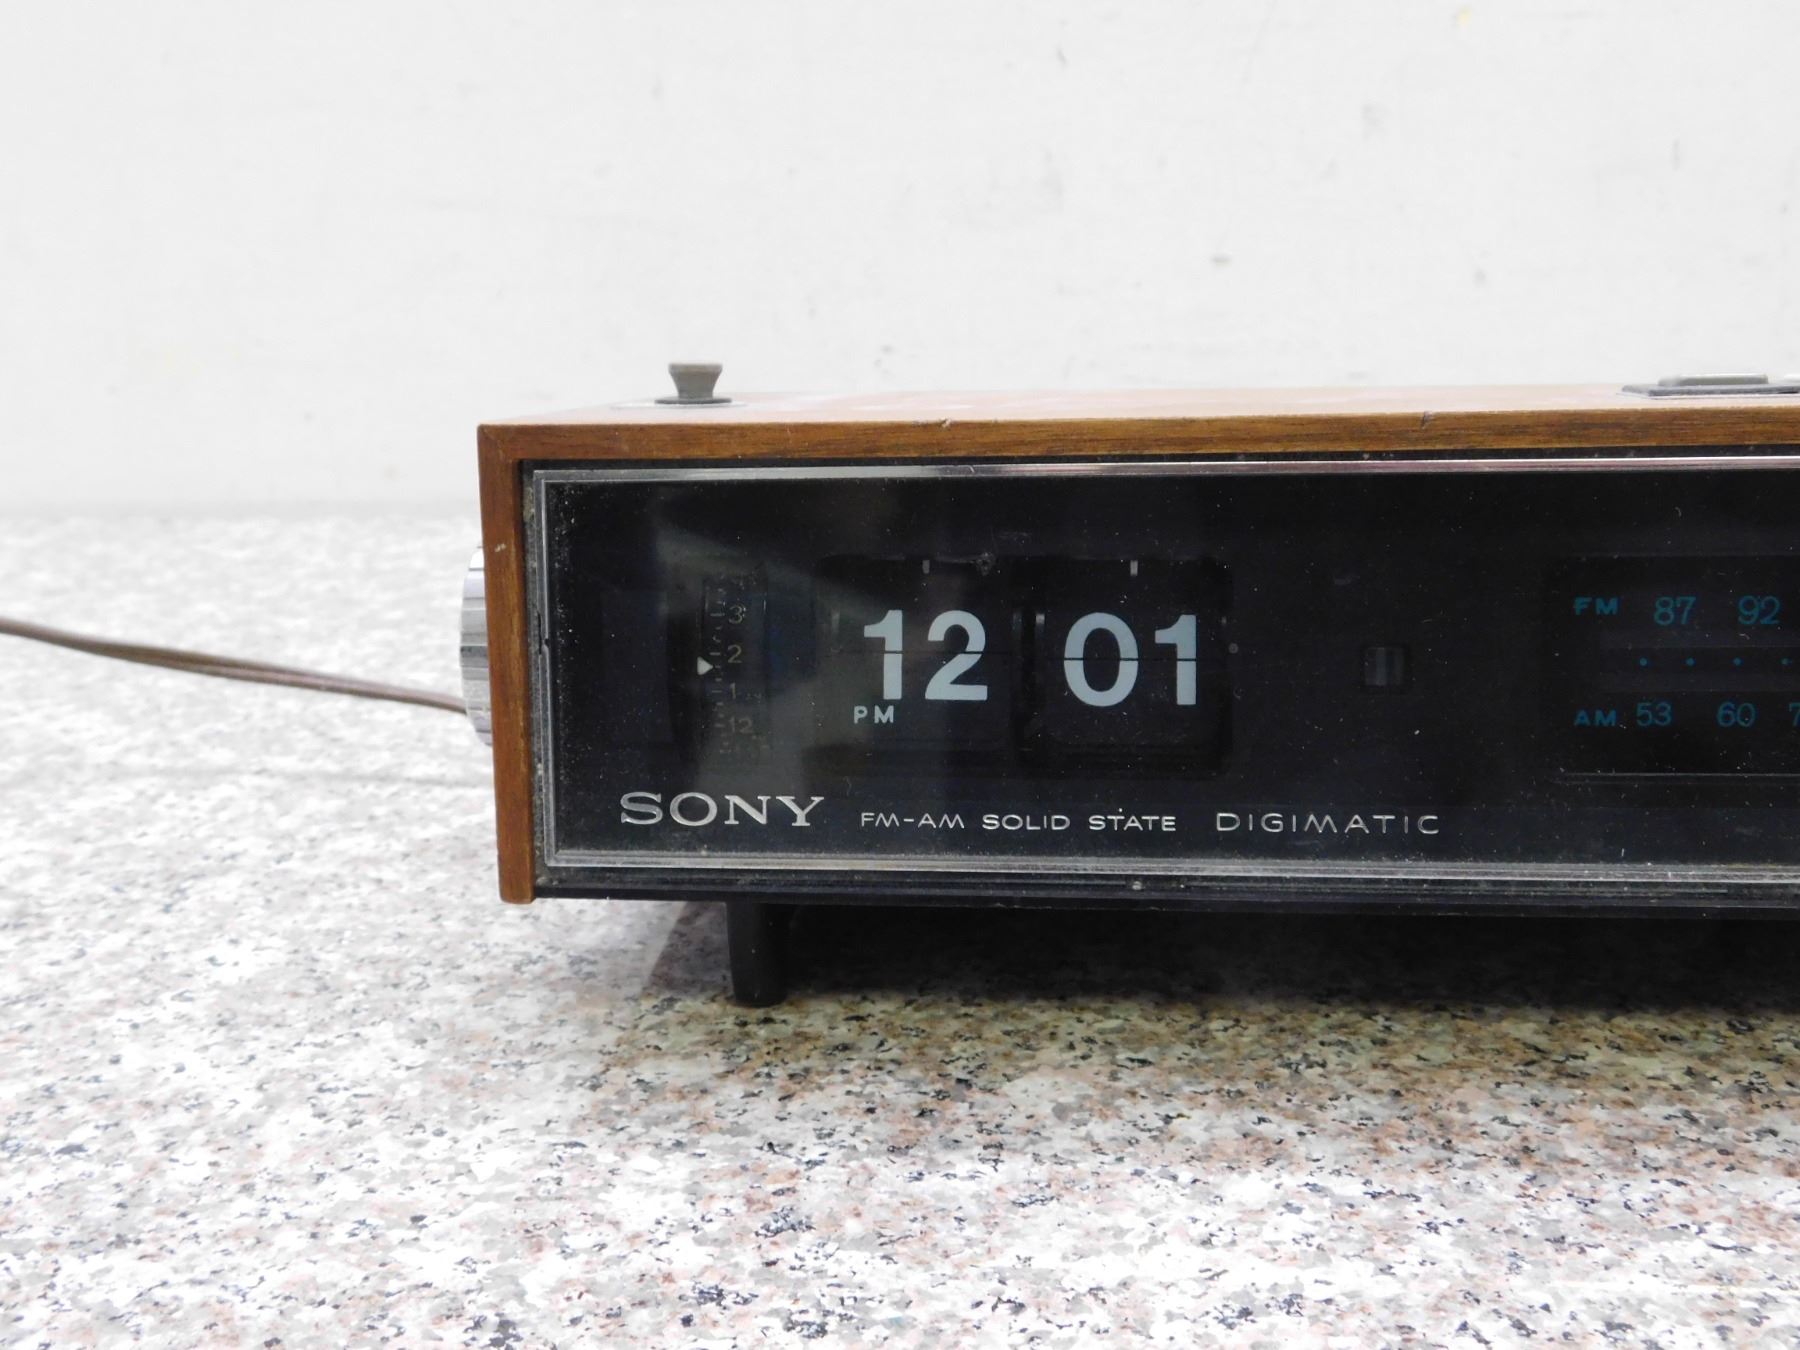 3
2
1
12
12 01
PM
FM 87 92
AM 53 60
SONY FM-AM SOLID STATE DIGIMATIC